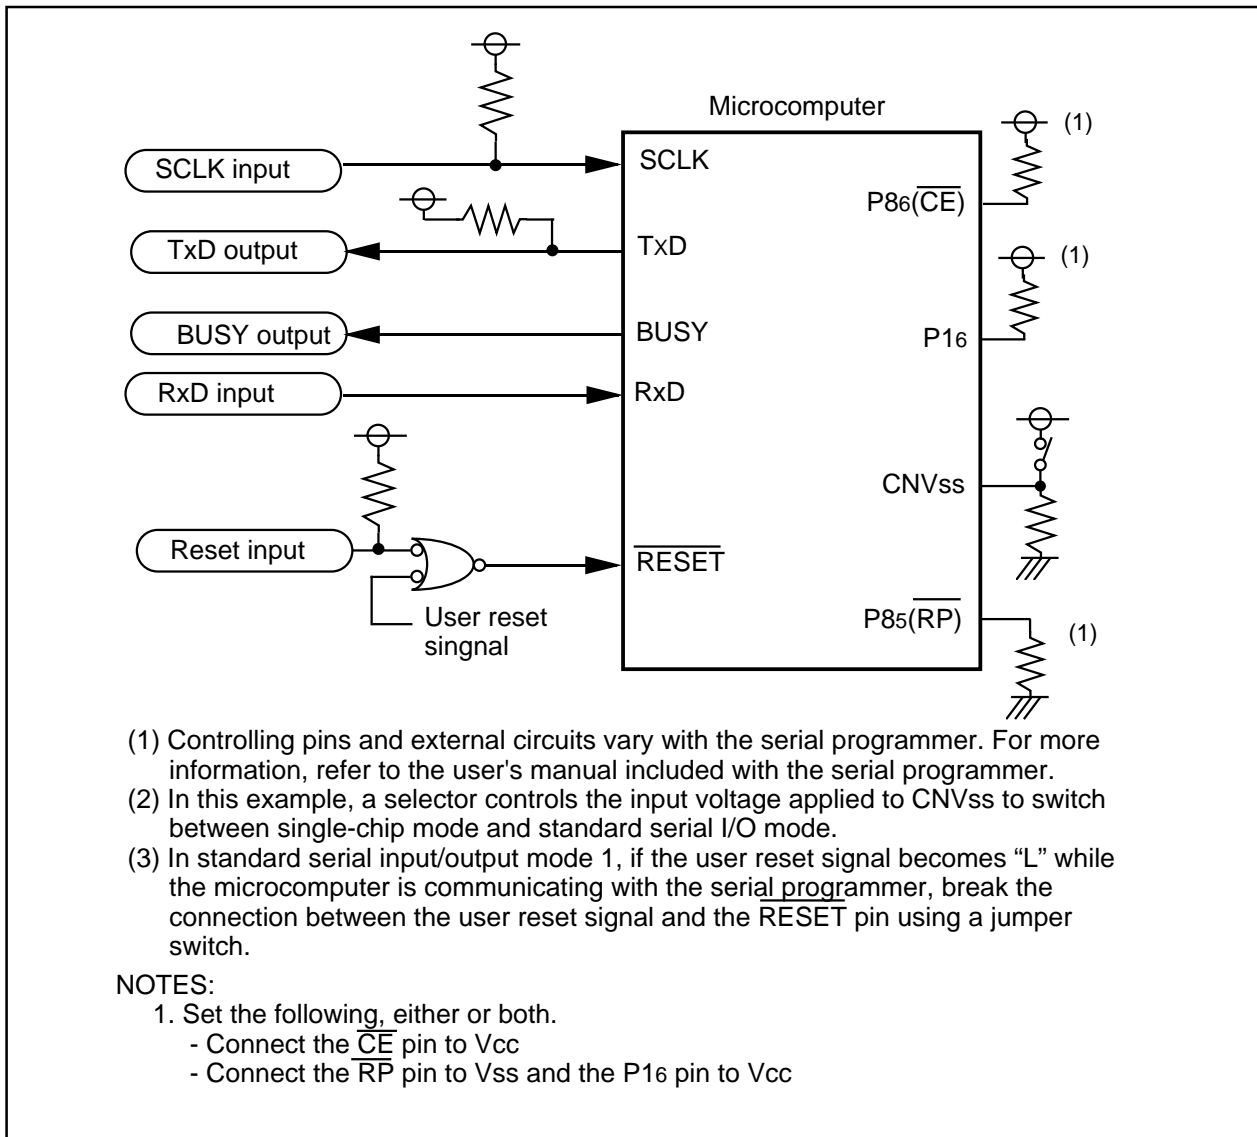 Microcomputer
SCLK input
SCLK
TxD output
TxD
BUSY output
BUSY
RxD input
RxD
Reset input
RESET
User reset
singnal
P86(CE)
(1)
P16
(1)
CNVss
P85(RP)
(1)
(1) Controlling pins and external circuits vary with the serial programmer. For more
information, refer to the user's manual included with the serial programmer.
(2) In this example, a selector controls the input voltage applied to CNVss to switch
between single-chip mode and standard serial I/O mode.
(3) In standard serial input/output mode 1, if the user reset signal becomes “L” while
the microcomputer is communicating with the serial programmer, break the
connection between the user reset signal and the RESET pin using a jumper
switch.
NOTES:
1. Set the following, either or both.
- Connect the CE pin to Vcc
- Connect the RP pin to Vss and the P16 pin to Vcc